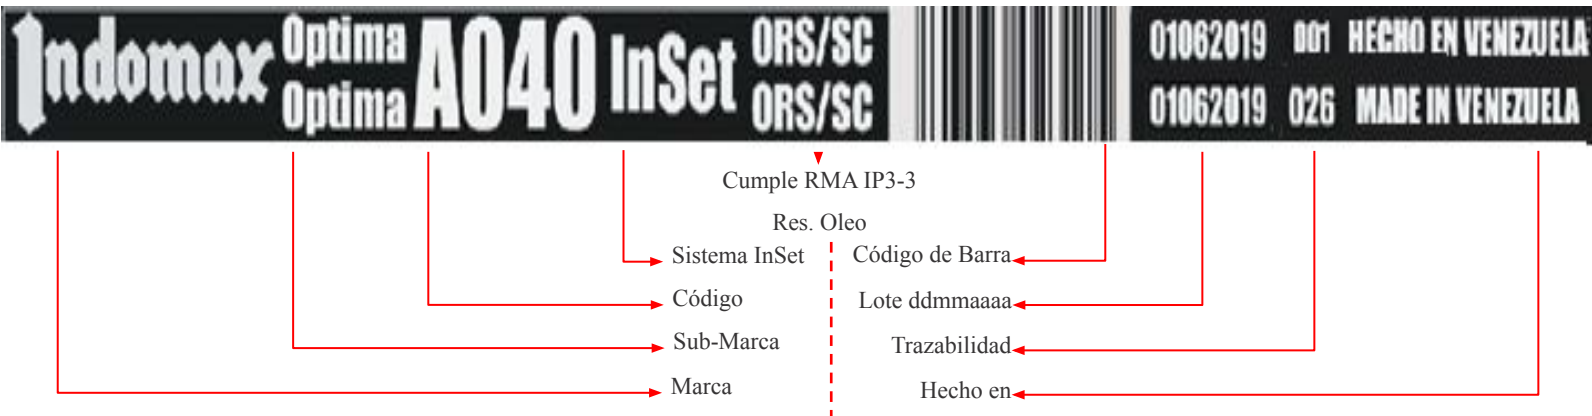 Indomax Optima A040 InSet ORS/SC 01062019 001 HECHO EN VENEZUELA
Optima ORS/SC 01062019 026 MADE IN VENEZUELA
Cumple RMA IP3-3
Res. Oleo
Sistema InSet Código de Barra
Código Lote ddmmaaaa
Sub-Marca Trazabilidad
Marca Hecho en